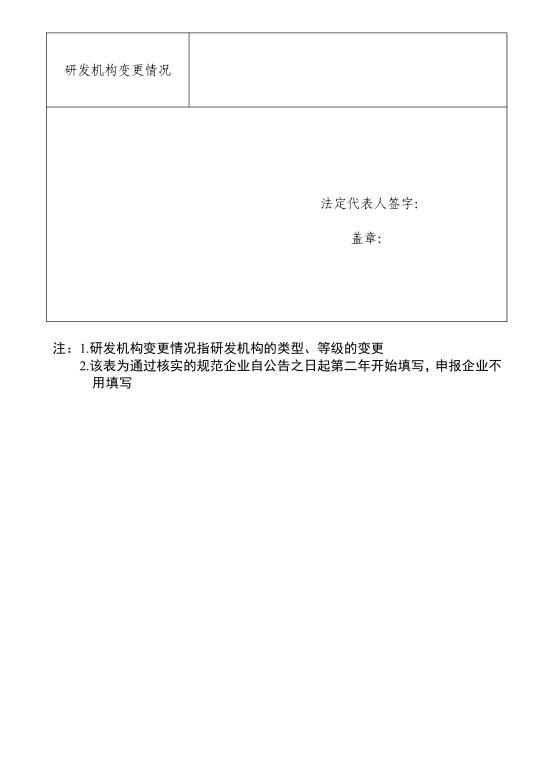 研发机构变更情况
法定代表人签字：
盖章：
注：1.研发机构变更情况指研发机构的类型、等级的变更
2.该表为通过核实的规范企业自公告之日起第二年开始填写，申报企业不
用填写